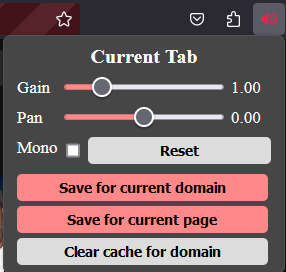 Current Tab
Gain 1.00
Pan 0.00
Mono Reset
Save for current domain
Save for current page
Clear cache for domain